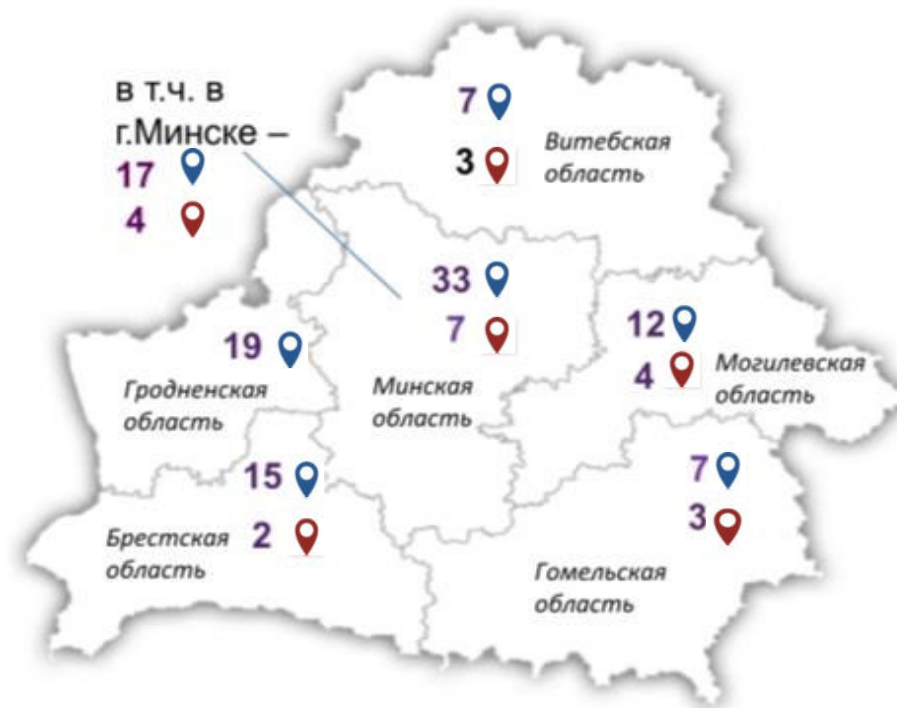 в т.ч. в
г.Минске –
17
4
7
3
Витебская
область
33
7
Минская
область
12
4
Могилевская
область
19
Гродненская
область
15
2
Брестская
область
7
3
Гомельская
область